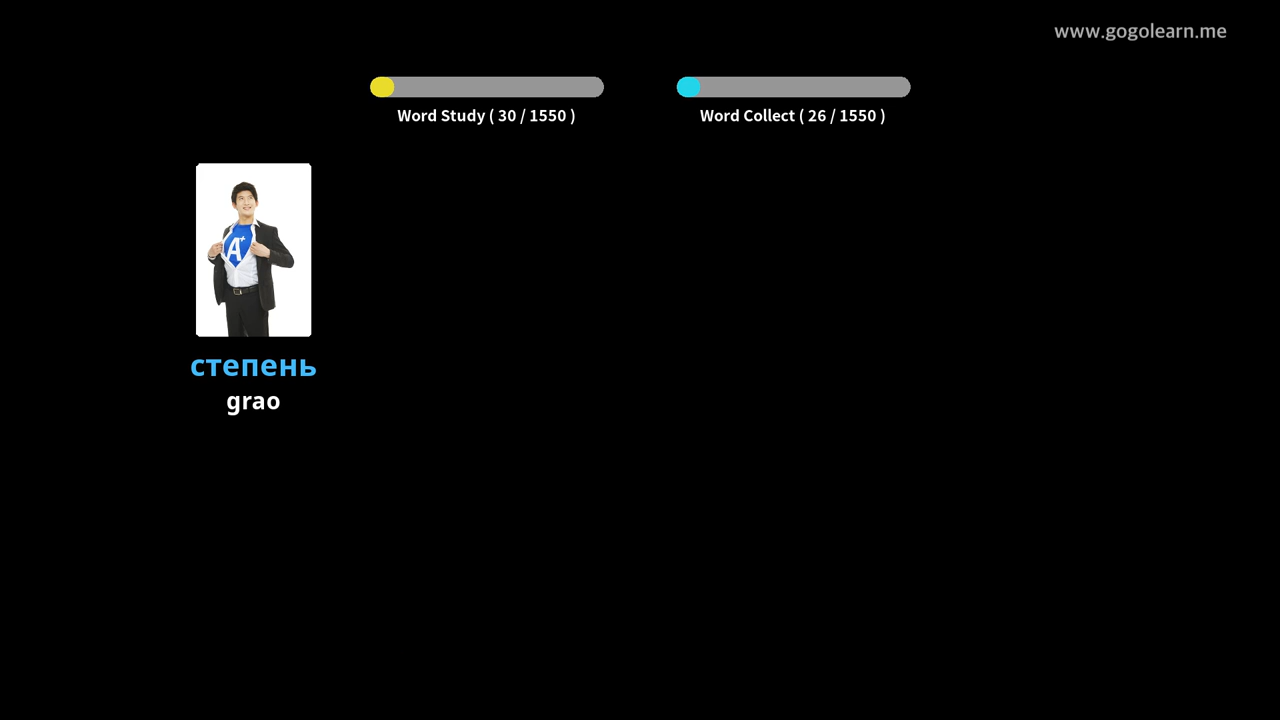 www.gogolearn.me
Word Study ( 30 / 1550 )
Word Collect ( 26 / 1550 )
A+
степень
grao